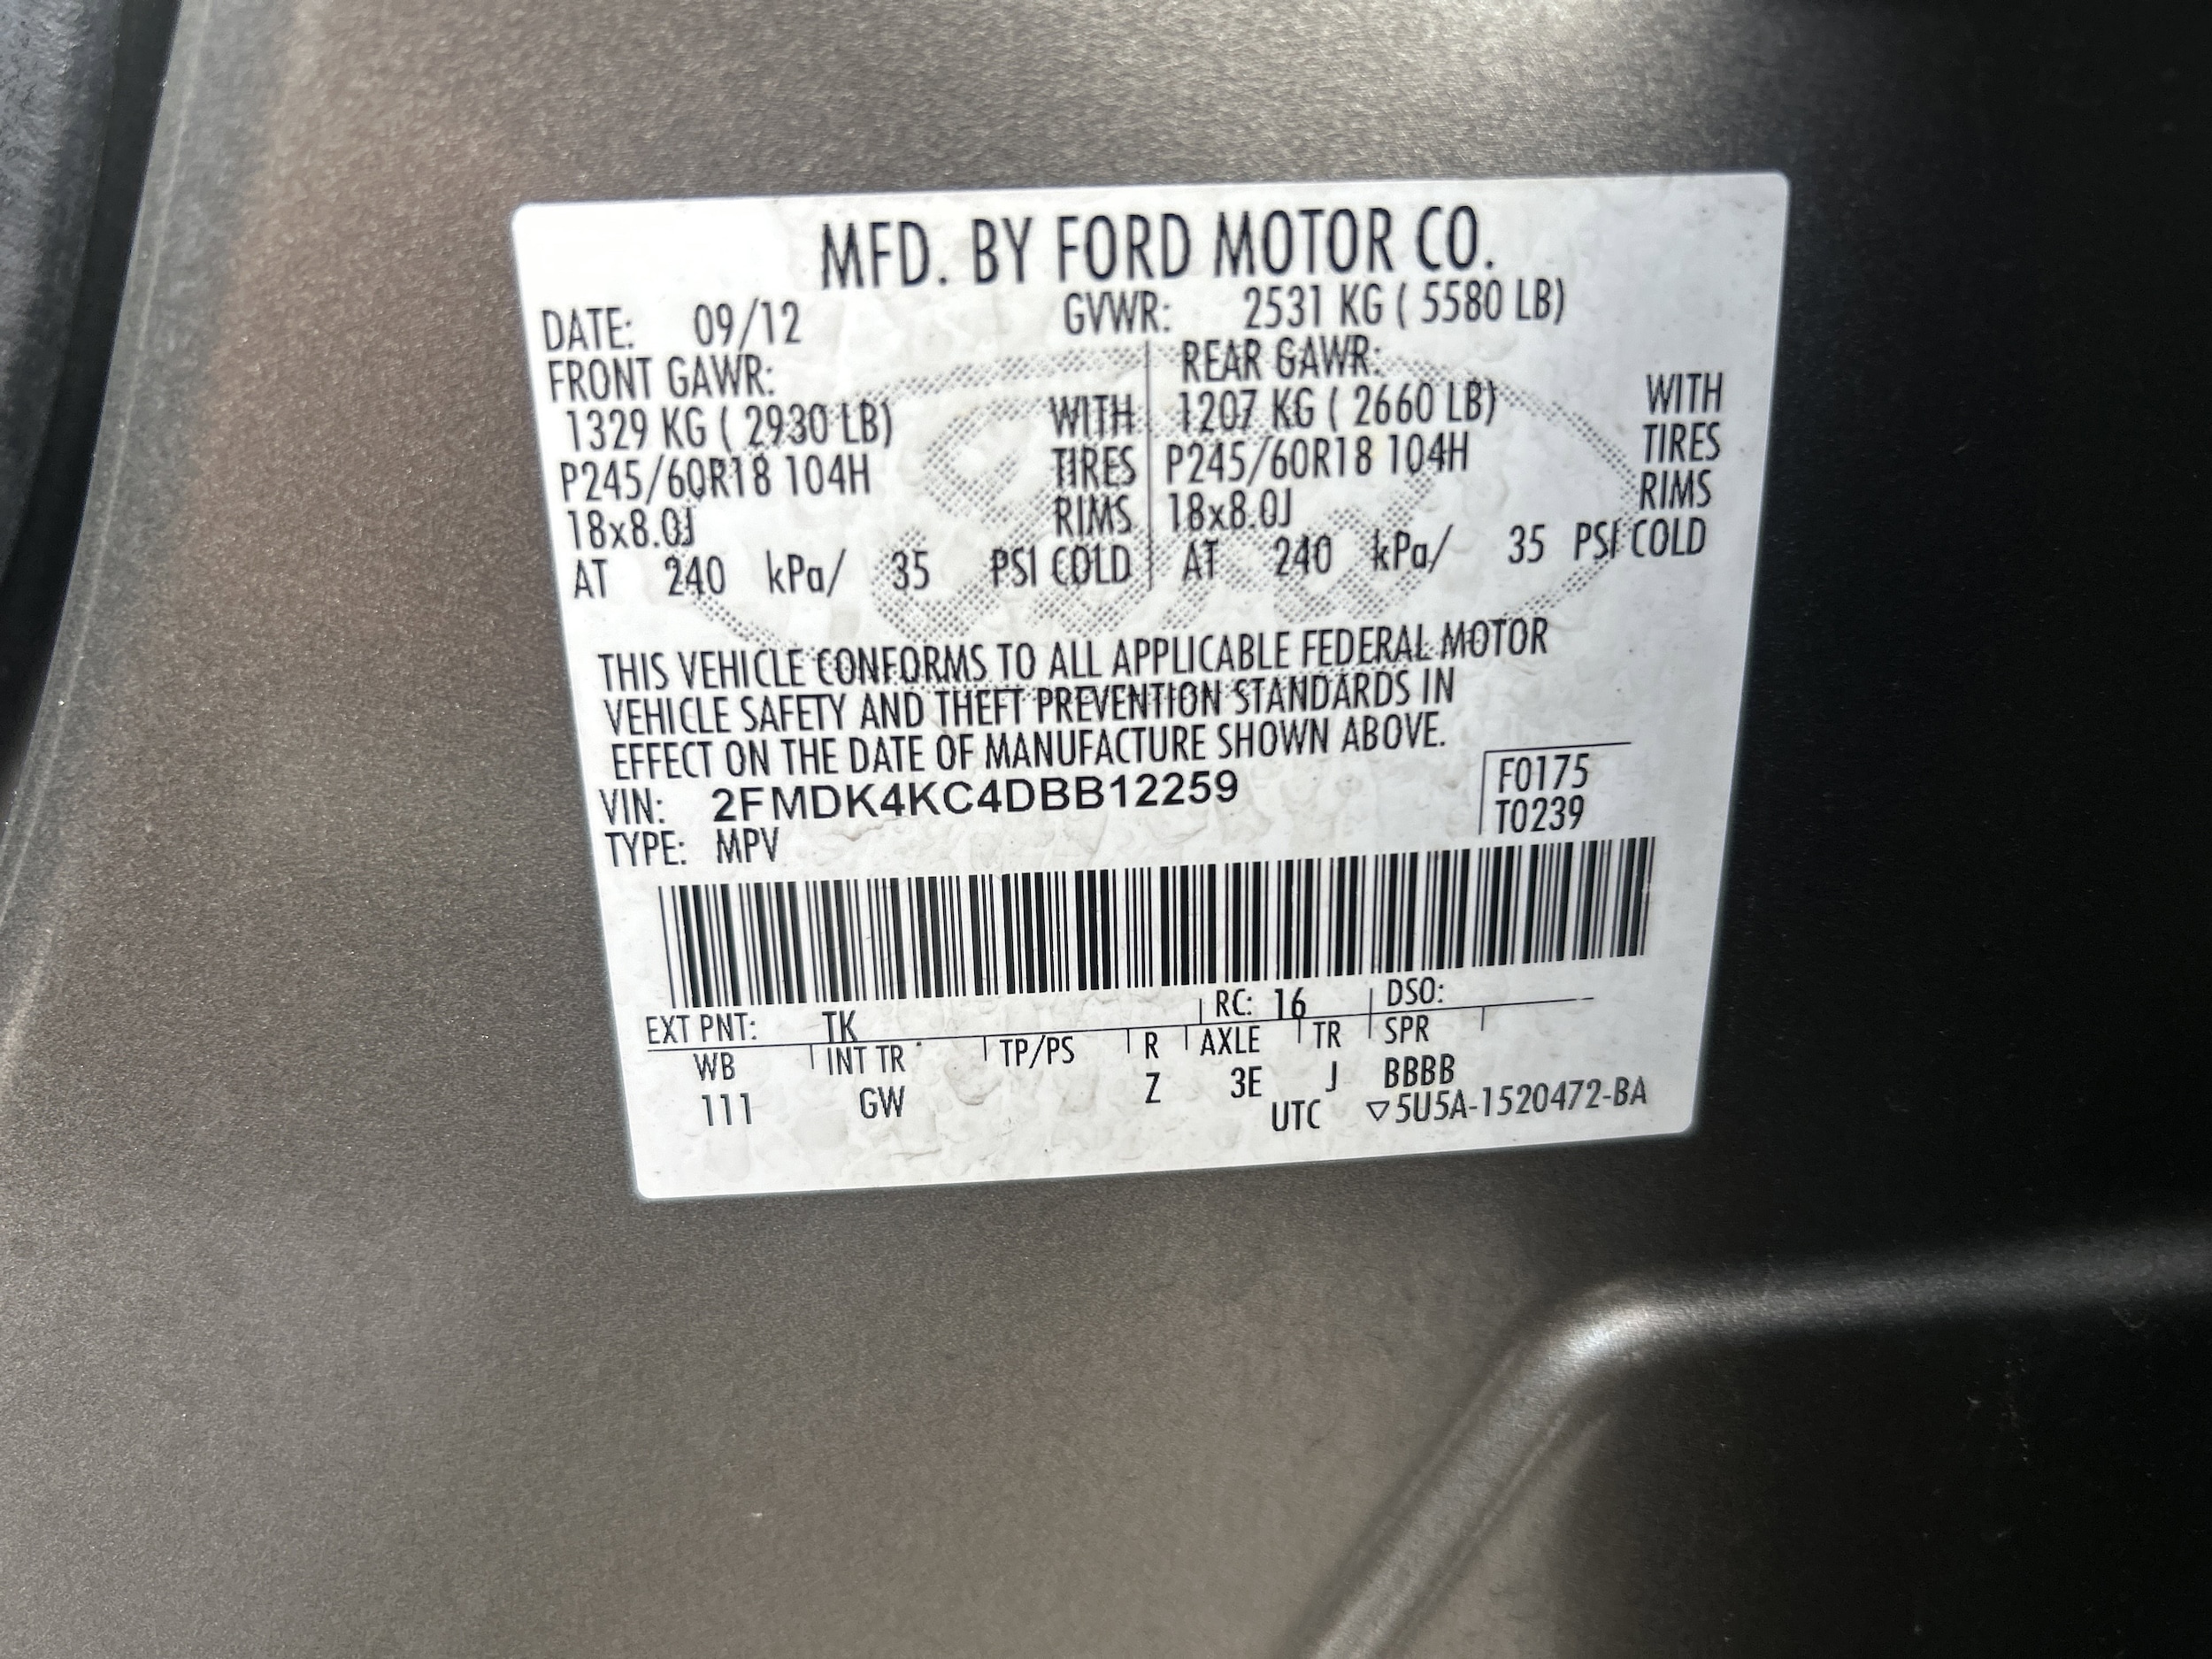 MFD. BY FORD MOTOR CO.
DATE: 09/12 GVWR: 2531 KG ( 5580 LB)
FRONT GAWR: REAR GAWR:
1329 KG ( 2930 LB) WITH 1207 KG ( 2660 LB) WITH
P245/60R18 104H TIRES P245/60R18 104H TIRES
18x8.0J RIMS 18x8.0J RIMS
AT 240 kPa/ 35 PSI COLD AT 240 kPa/ 35 PSI COLD
THIS VEHICLE CONFORMS TO ALL APPLICABLE FEDERAL MOTOR
VEHICLE SAFETY AND THEFT PREVENTION STANDARDS IN
EFFECT ON THE DATE OF MANUFACTURE SHOWN ABOVE.
VIN: 2FMDK4KC4DBB12259 F0175
TYPE: MPV T0239
EXT PNT: TK RC: 16 DSO:
WB INT TR TP/PS R AXLE TR SPR
111 GW Z 3E J BBBB
UTC ▽5U5A-1520472-BA